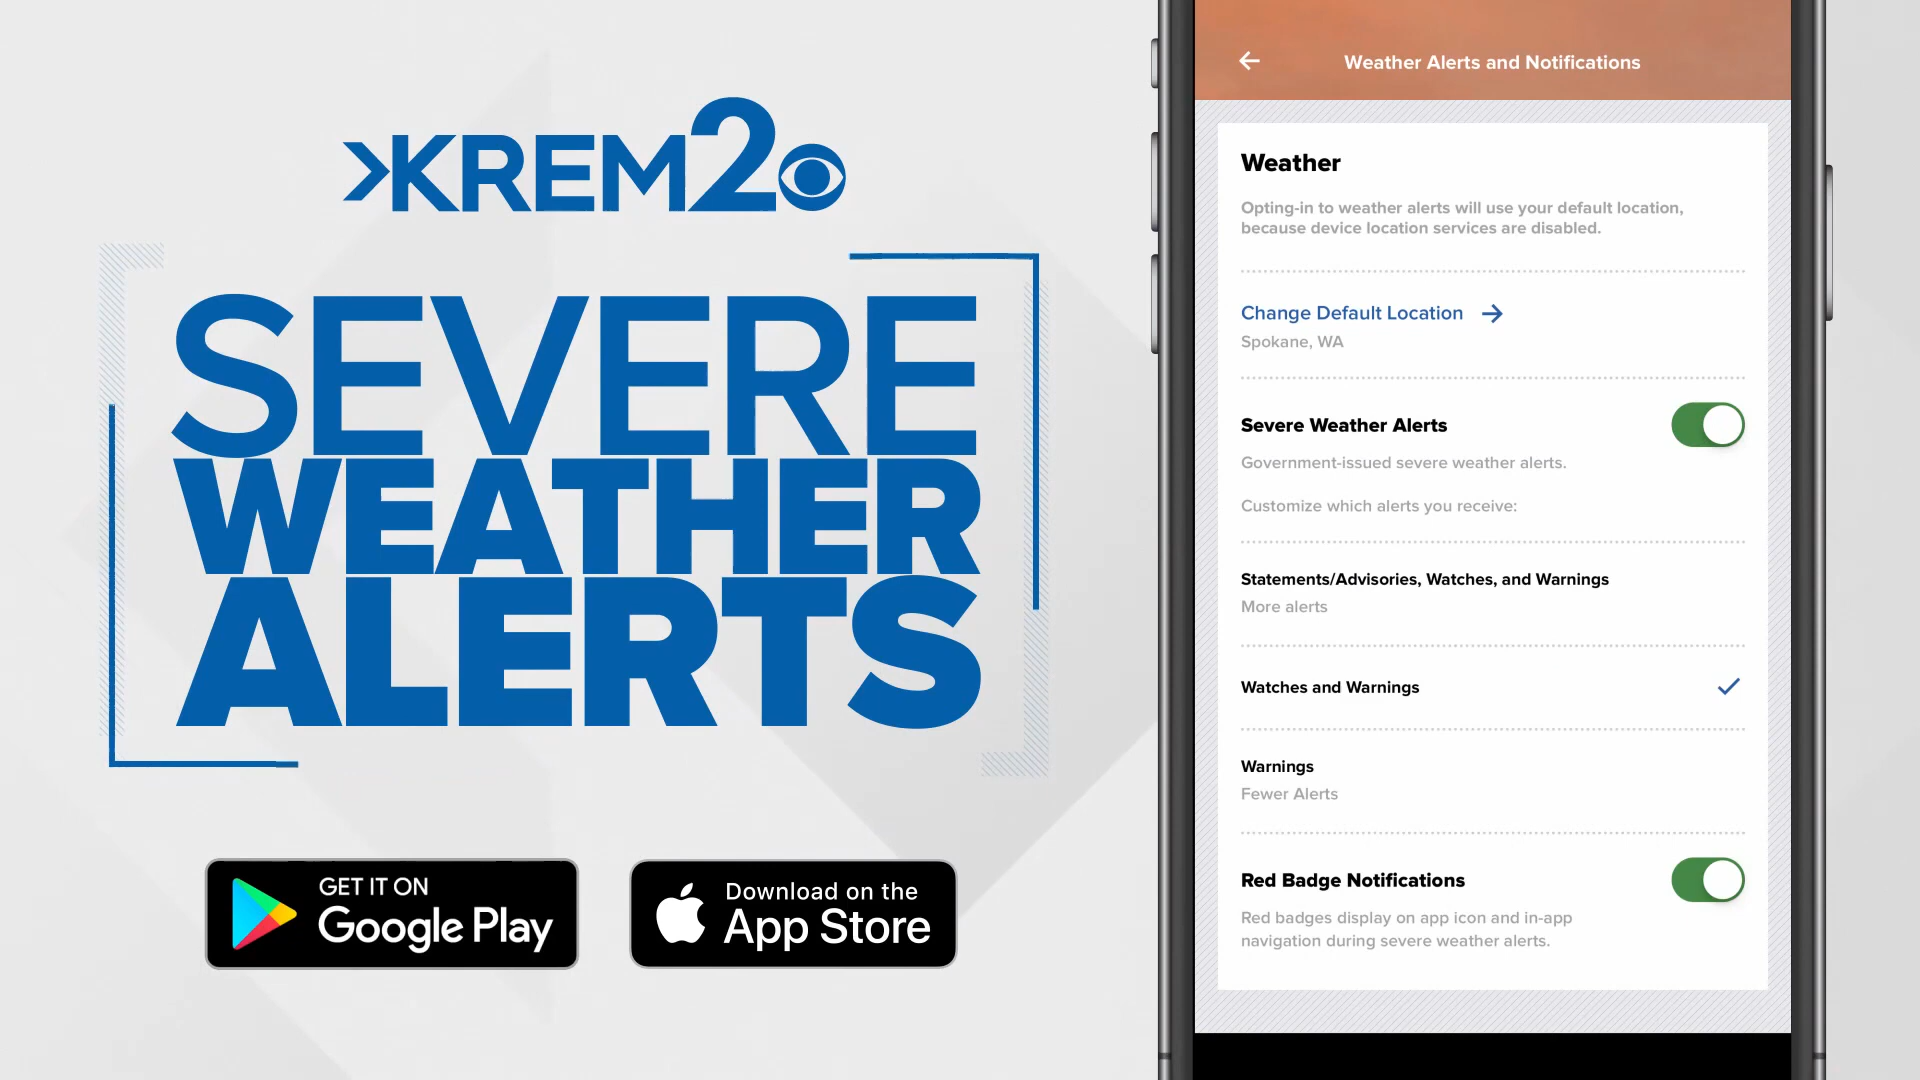 KREM2
SEVERE
WEATHER
ALERTS
GET IT ON
Google Play
Download on the
App Store
Weather Alerts and Notifications
Weather
Opting-in to weather alerts will use your default location,
because device location services are disabled.
Change Default Location
Spokane, WA
Severe Weather Alerts
Government-issued severe weather alerts.
Customize which alerts you receive:
Statements/Advisories, Watches, and Warnings
More alerts
Watches and Warnings
Warnings
Fewer Alerts
Red Badge Notifications
Red badges display on app icon and in-app
navigation during severe weather alerts.